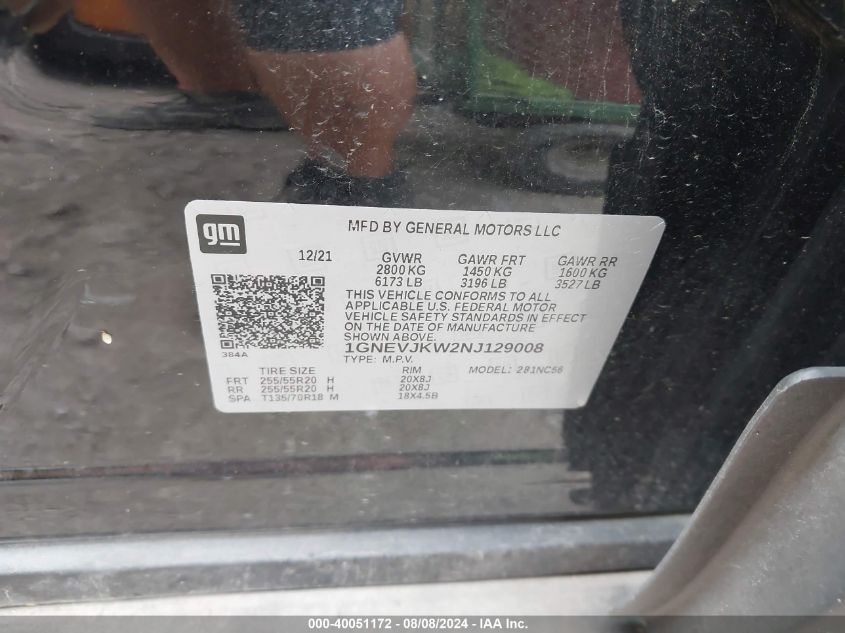 gm
MFD BY GENERAL MOTORS LLC
12/21 GVWR GAWR FRT GAWR RR
2800 KG 1450 KG 1600 KG
6173 LB 3196 LB 3527 LB
THIS VEHICLE CONFORMS TO ALL
APPLICABLE U.S. FEDERAL MOTOR
VEHICLE SAFETY STANDARDS IN EFFECT
ON THE DATE OF MANUFACTURE
SHOWN ABOVE.
384A
1GNEVJKW2NJ129008
TYPE: M.P.V.
TIRE SIZE RIM MODEL: 281NC56
FRT 255/55R20 H 20X8J
RR 255/55R20 H 20X8J
SPA T135/70R18 M 18X4.5B
000-40051172 - 08/08/2024 - IAA Inc.